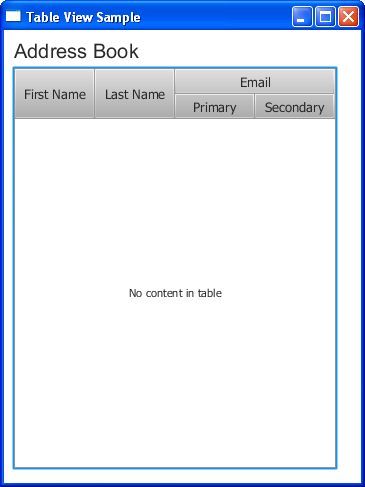 Table View Sample
Address Book
First Name Last Name Email
Primary Secondary
No content in table